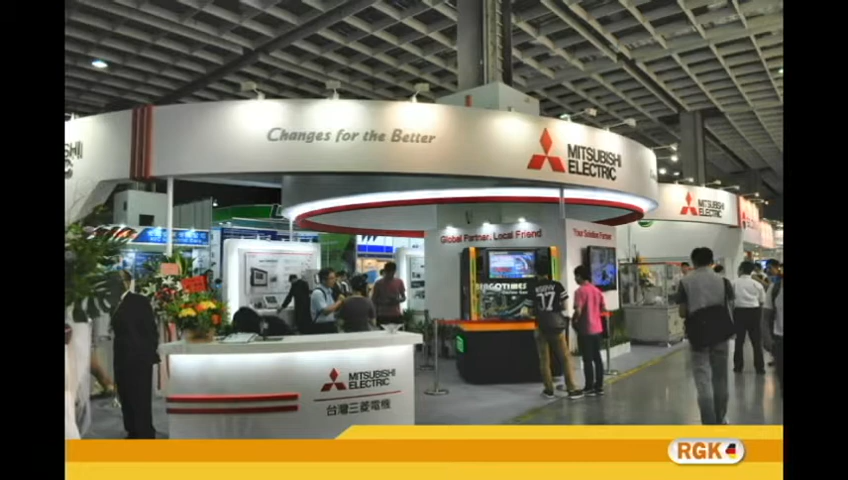 Changes for the Better
MITSUBISHI
ELECTRIC
MITSUBISHI
ELECTRIC
Global Partner. Local Friend
Your Solution Partner
77
MITSUBISHI
ELECTRIC
台灣三菱電機
RGK